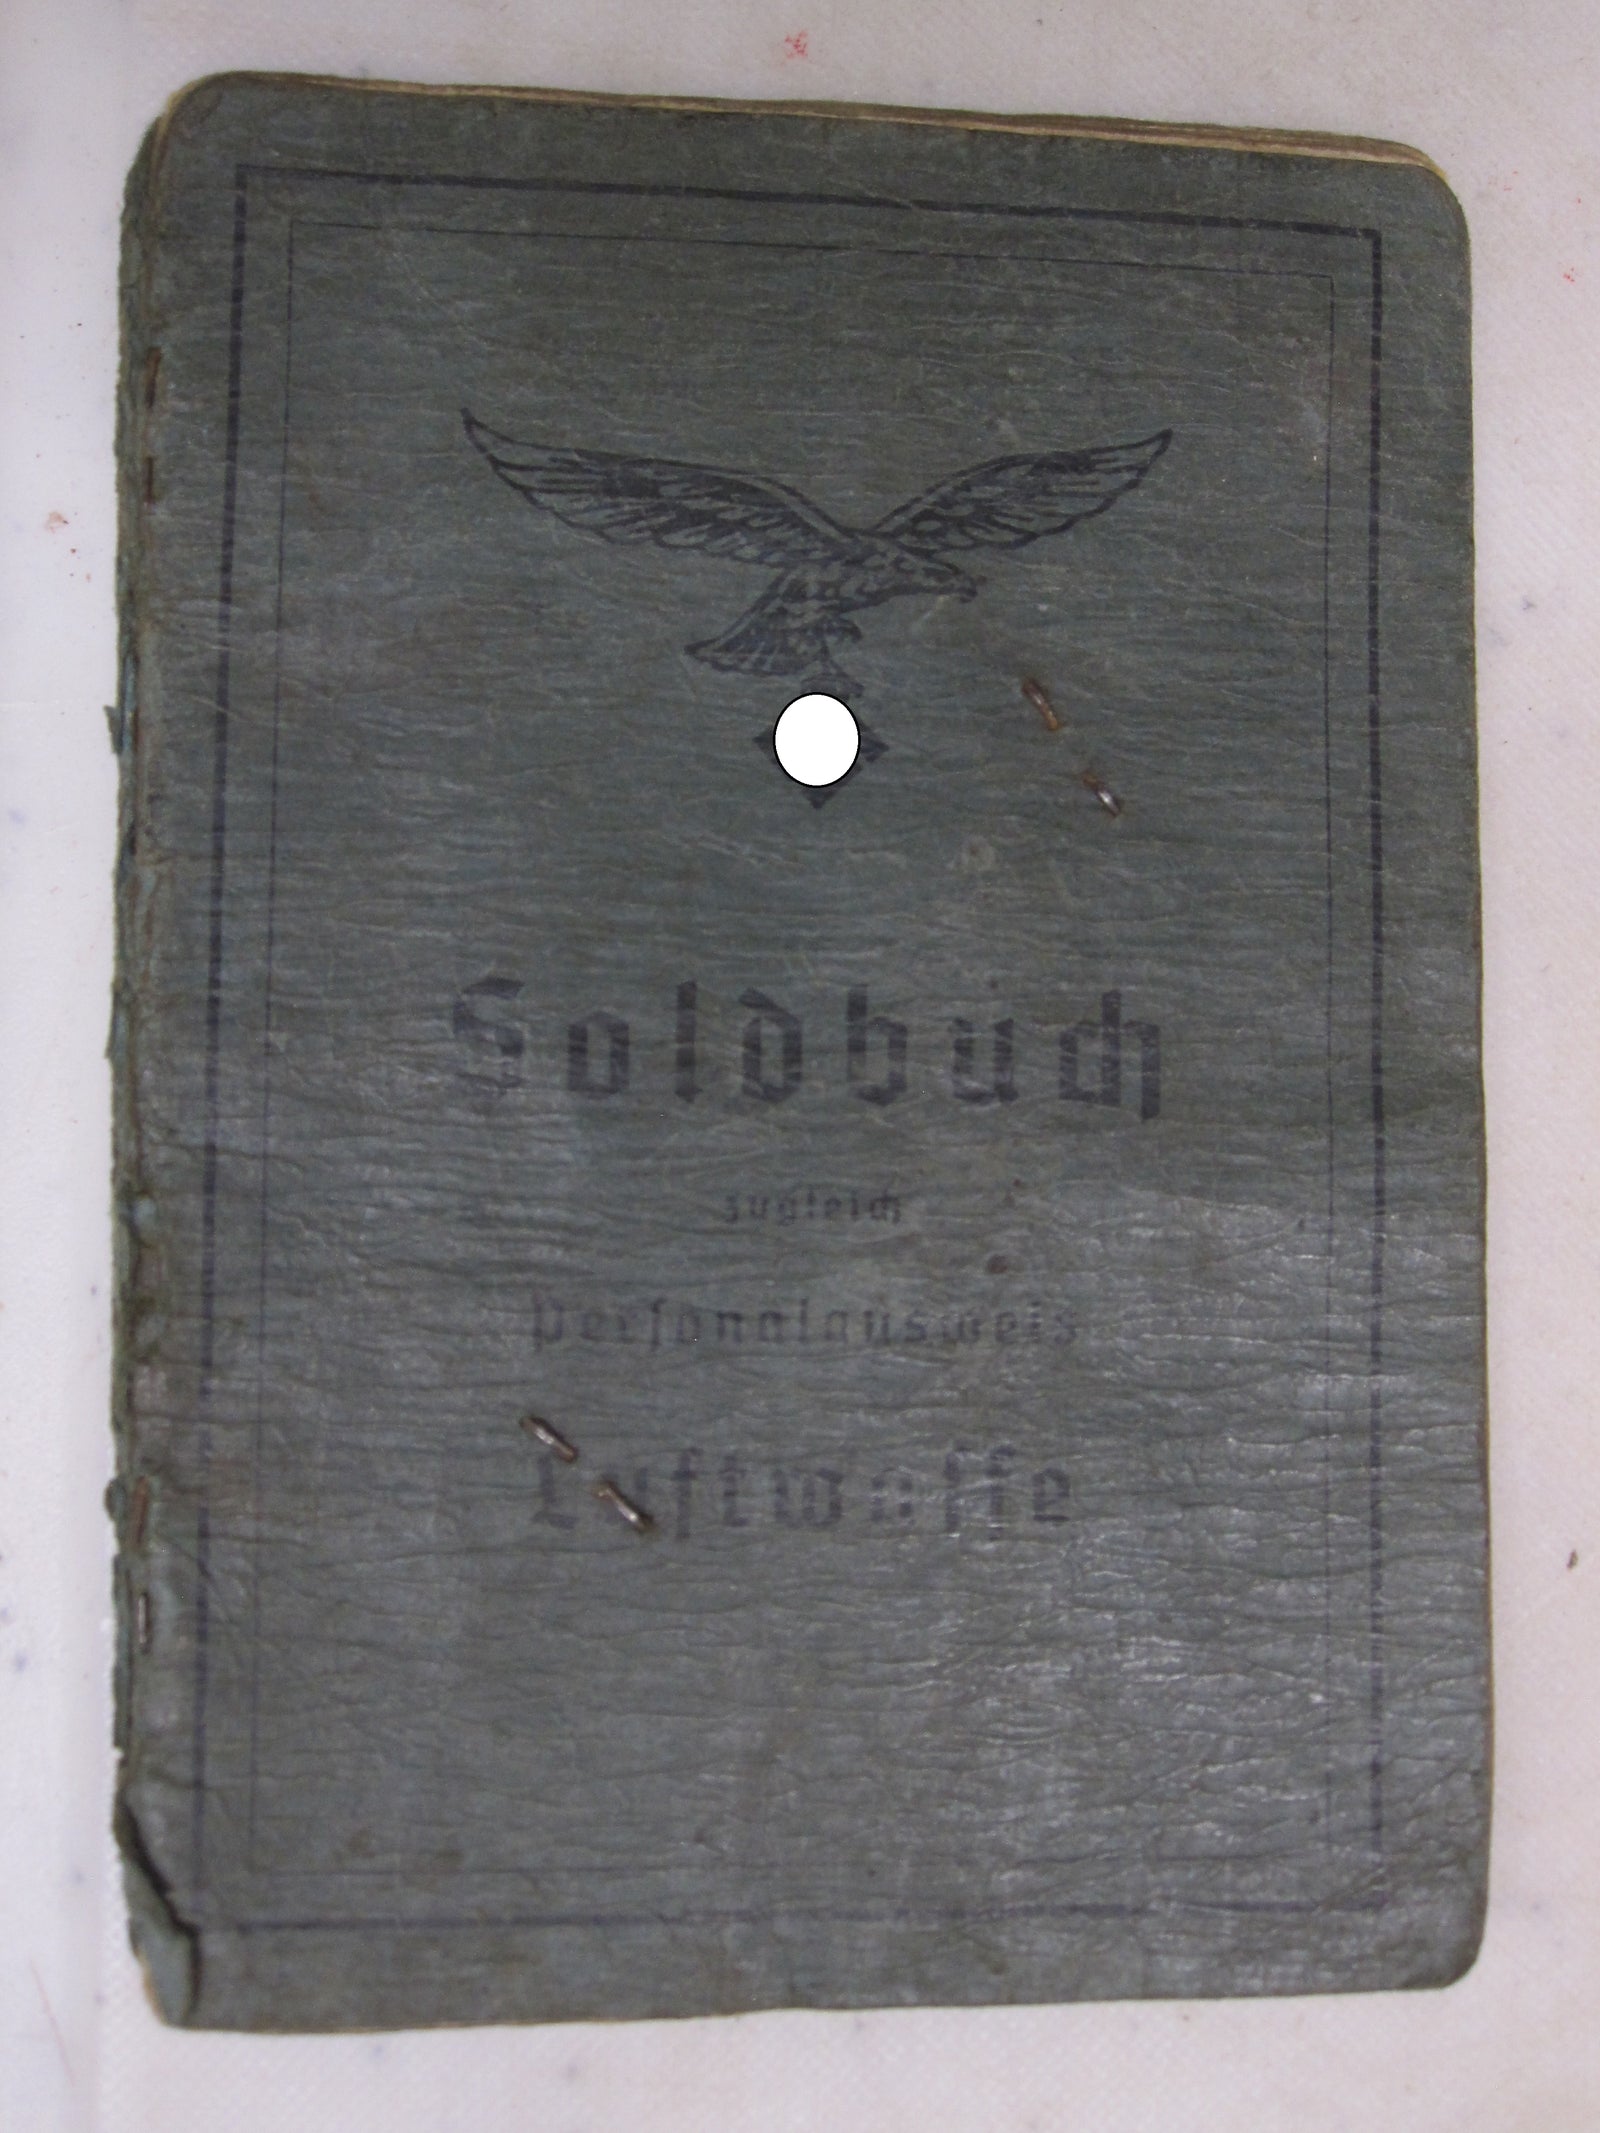 Soldbuch
zugleich
Personalausweis
Luftwaffe